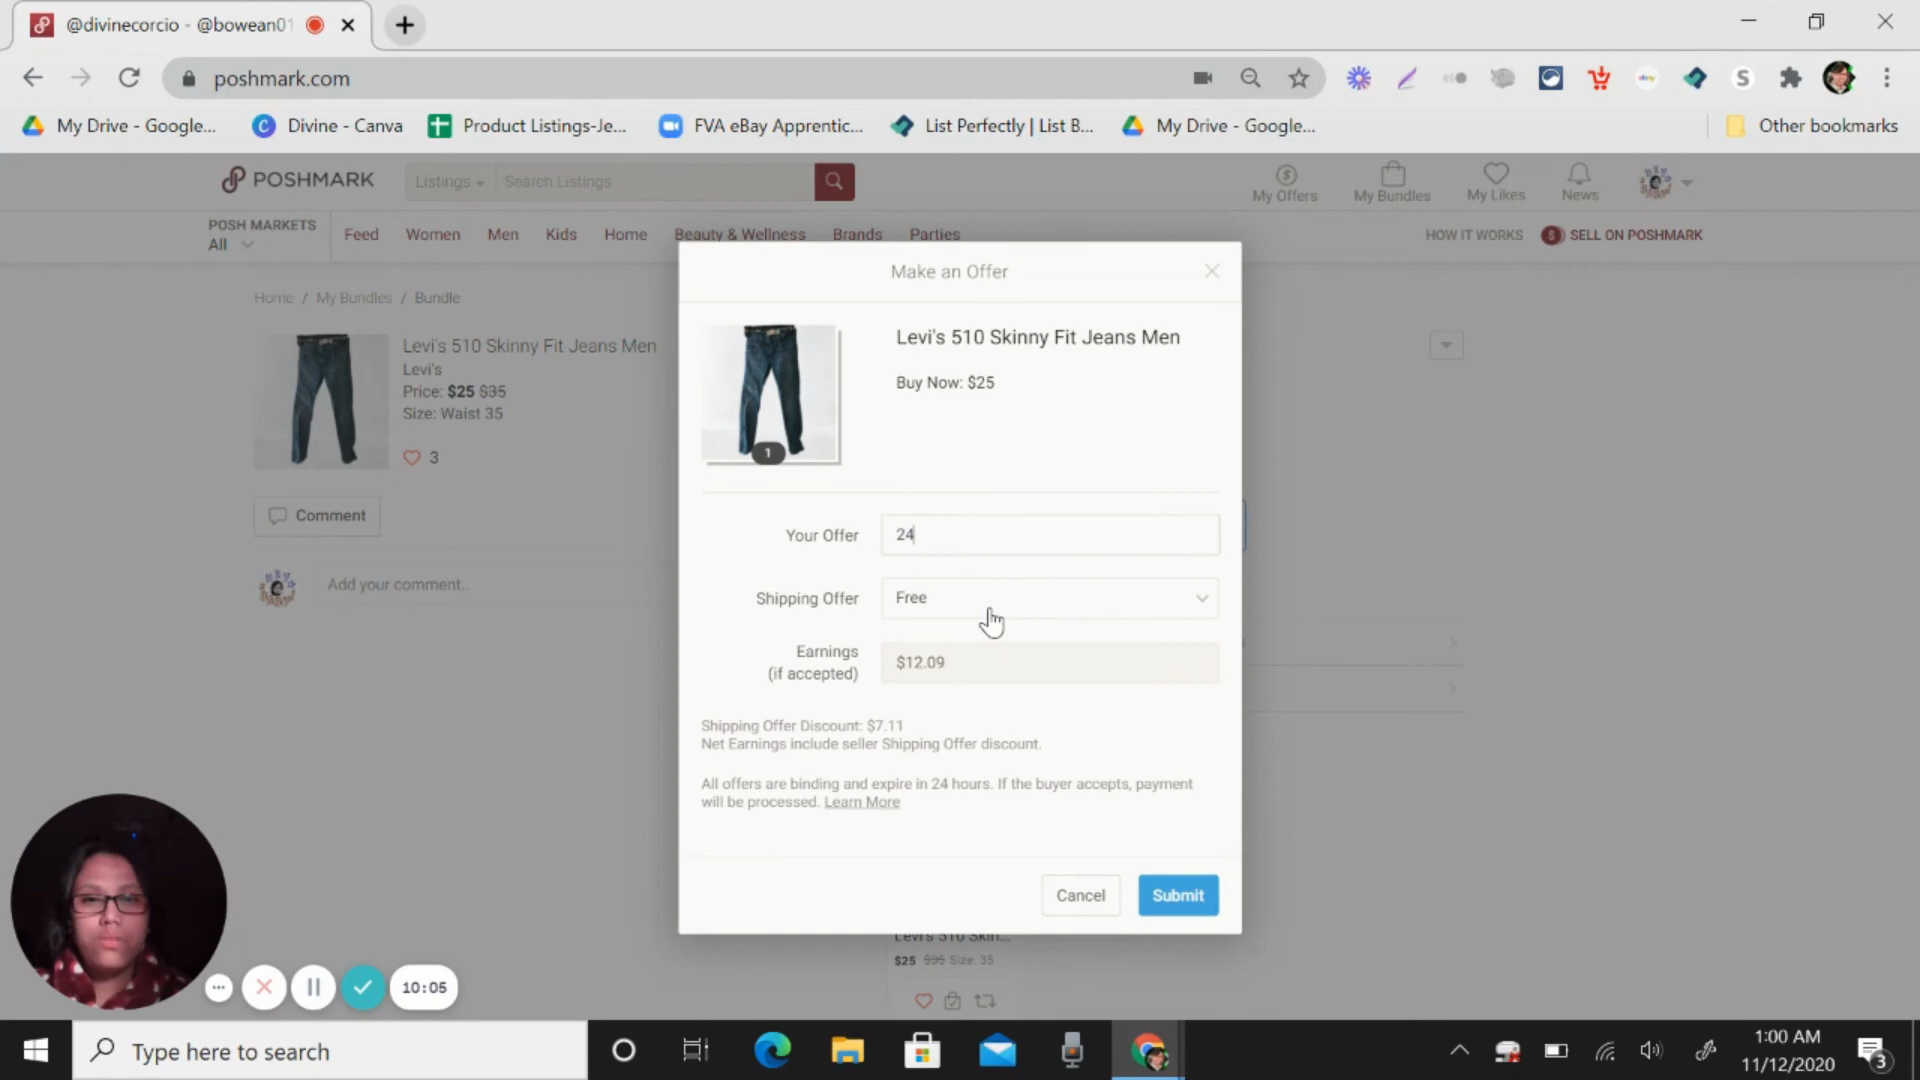 @divinecorcio - @bowean01
poshmark.com
My Drive - Google...
Divine - Canva
Product Listings-Je...
FVA eBay Apprentic...
List Perfectly | List B...
My Drive - Google...
Other bookmarks
POSHMARK
Listings
Search Listings
My Offers
My Bundles
My Likes
News
POSH MARKETS
All
Feed
Women
Men
Kids
Home
Beauty & Wellness
Brands
Parties
HOW IT WORKS
SELL ON POSHMARK
Home / My Bundles / Bundle
Levi's 510 Skinny Fit Jeans Men
Levi's
Price: $25 $35
Size: Waist 35
3
Comment
Add your comment..
Make an Offer
Levi's 510 Skinny Fit Jeans Men
Buy Now: $25
1
Your Offer
24
Shipping Offer
Free
Earnings
(if accepted)
$12.09
Shipping Offer Discount: $7.11
Net Earnings include seller Shipping Offer discount.
All offers are binding and expire in 24 hours. If the buyer accepts, payment
will be processed. Learn More
Cancel
Submit
Levi's 510 Skin...
$25 $35 Size: 35
10:05
Type here to search
1:00 AM
11/12/2020
3